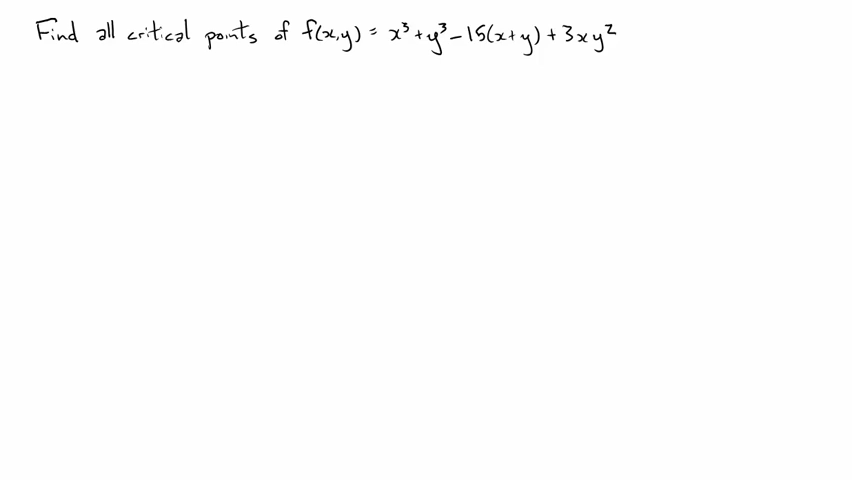 Find all critical points of f(x,y) = x³ + y³ - 15(x+y) + 3xy²